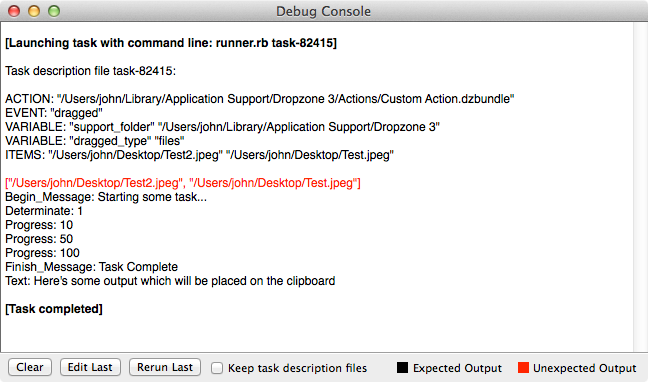 Debug Console
[Launching task with command line: runner.rb task-82415]
Task description file task-82415:
ACTION: "/Users/john/Library/Application Support/Dropzone 3/Actions/Custom Action.dzbundle"
EVENT: "dragged"
VARIABLE: "support_folder" "/Users/john/Library/Application Support/Dropzone 3"
VARIABLE: "dragged_type" "files"
ITEMS: "/Users/john/Desktop/Test2.jpeg" "/Users/john/Desktop/Test.jpeg"
["/Users/john/Desktop/Test2.jpeg", "/Users/john/Desktop/Test.jpeg"]
Begin_Message: Starting some task...
Determinate: 1
Progress: 10
Progress: 50
Progress: 100
Finish_Message: Task Complete
Text: Here's some output which will be placed on the clipboard
[Task completed]
Clear Edit Last Rerun Last Keep task description files Expected Output Unexpected Output